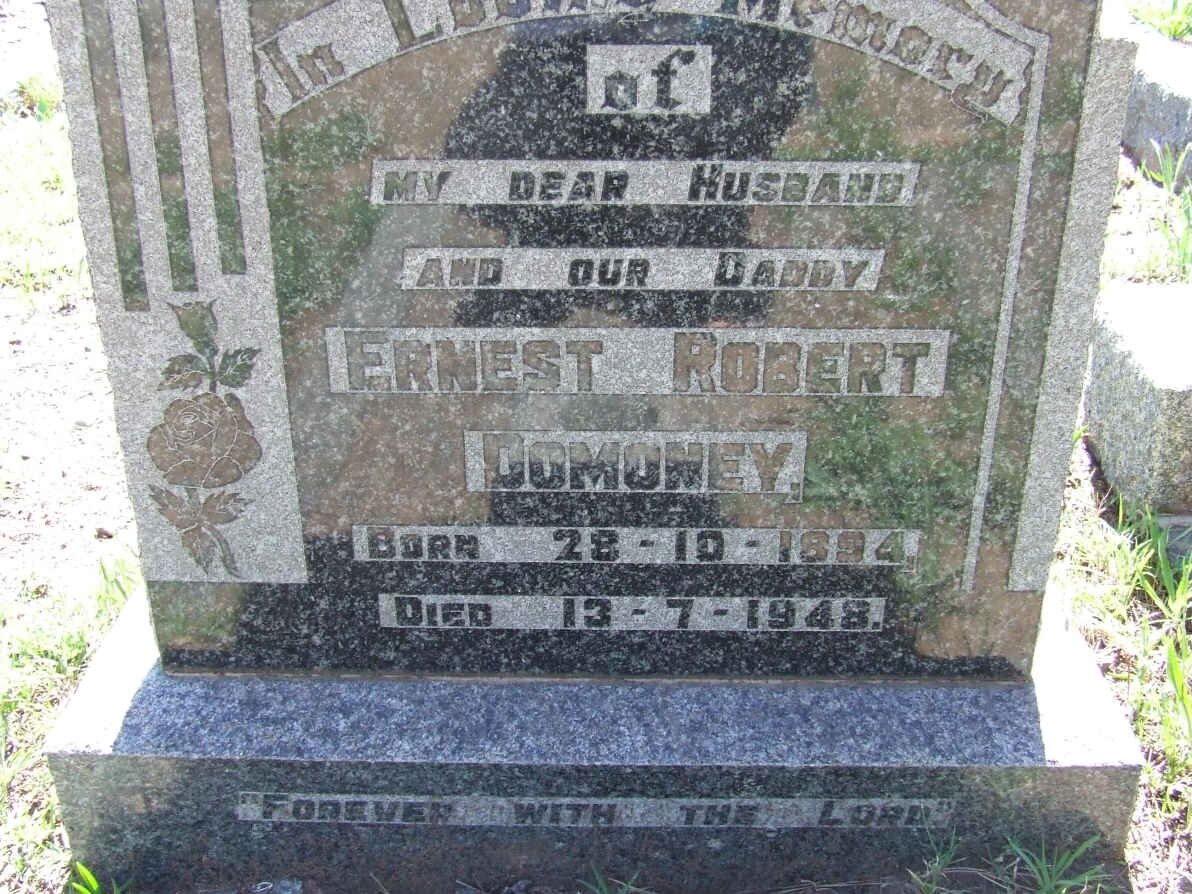 In Loving Memory
of
MY DEAR HUSBAND,
AND OUR DADDY
ERNEST ROBERT
DOMONEY,
BORN 28-10-1894,
DIED 13-7-1948.
"FOREVER WITH THE LORD"